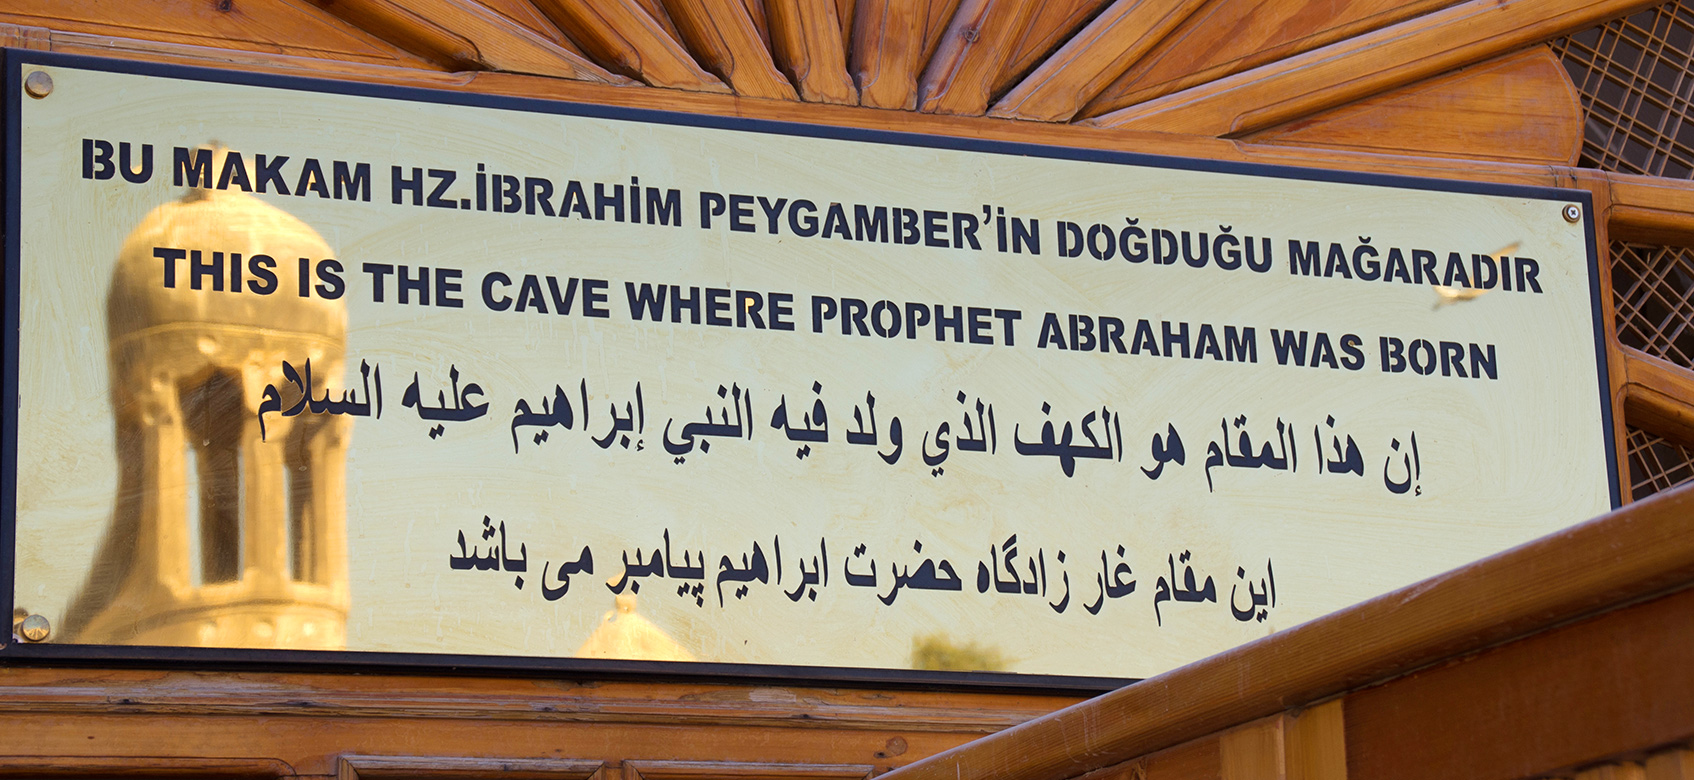 BU MAKAM HZ.İBRAHİM PEYGAMBER'İN DOĞDUĞU MAĞARADIR
THIS IS THE CAVE WHERE PROPHET ABRAHAM WAS BORN
إن هذا المقام هو الكهف الذي ولد فيه النبي إبراهيم عليه السلام
این مقام غار زادگاه حضرت ابراهیم پیامبر می باشد